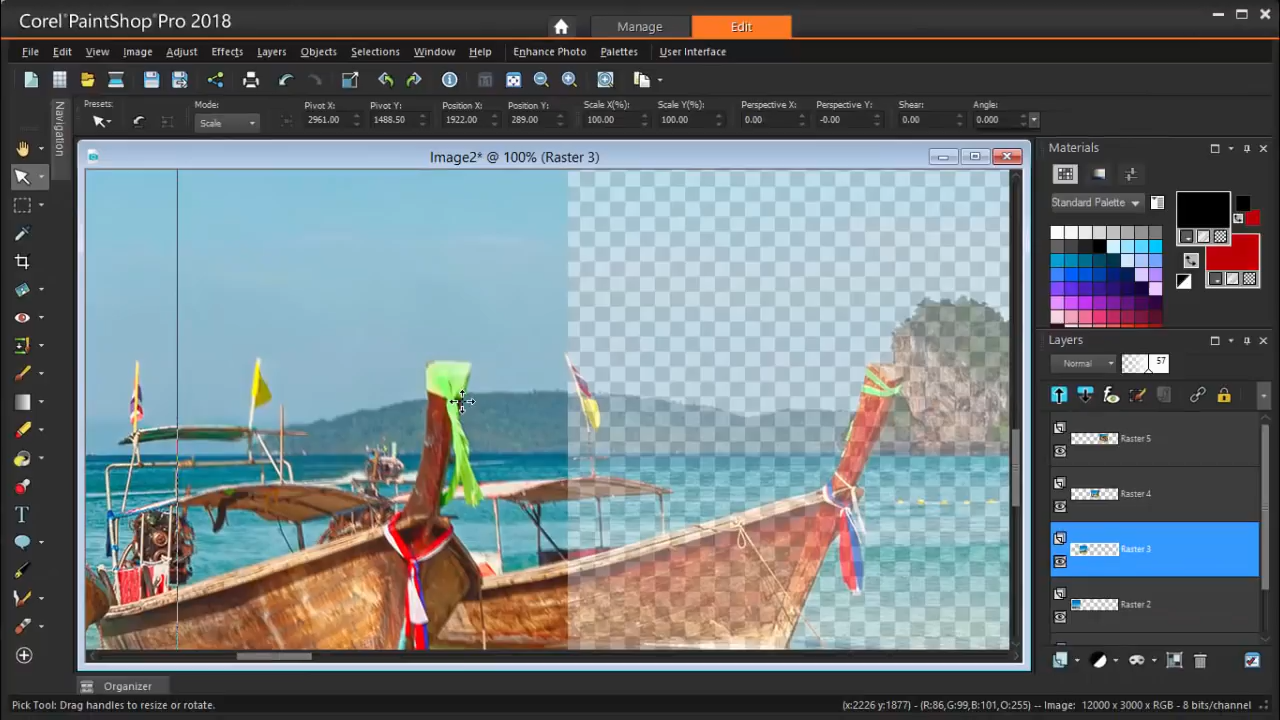 Corel PaintShop Pro 2018
Manage
Edit
File Edit View Image Adjust Effects Layers Objects Selections Window Help Enhance Photo Palettes User Interface
Presets: Mode: Pivot X: Pivot Y: Position X: Position Y: Scale X(%): Scale Y(%): Perspective X: Perspective Y: Shear: Angle:
Scale 2961.00 1488.50 1922.00 289.00 100.00 100.00 0.00 -0.00 0.00 0.000
Navigation
Image2* @ 100% (Raster 3)
Materials
Standard Palette
Layers
Normal 57
Raster 5
Raster 4
Raster 3
Raster 2
Organizer
Pick Tool: Drag handles to resize or rotate.
(x:2226 y:1877) - (R:86,G:99,B:101,O:255) -- Image: 12000 x 3000 x RGB - 8 bits/channel